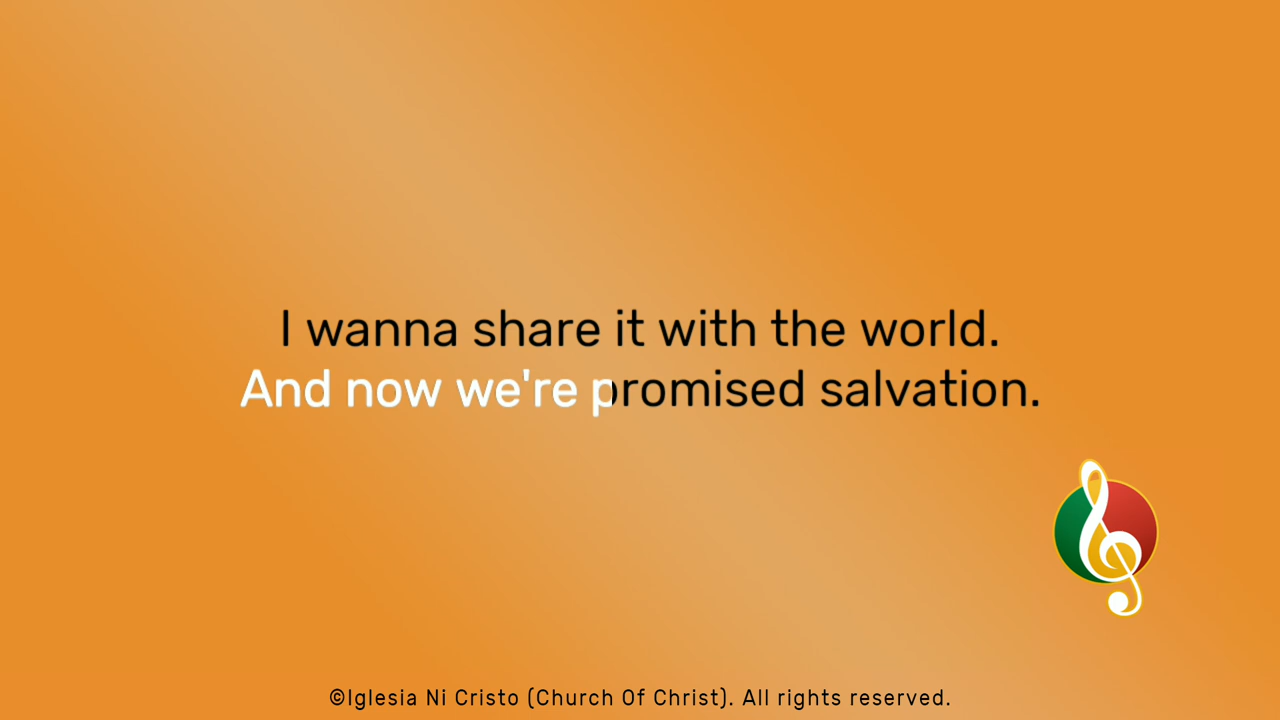 I wanna share it with the world.
And now we're promised salvation.
©Iglesia Ni Cristo (Church Of Christ). All rights reserved.